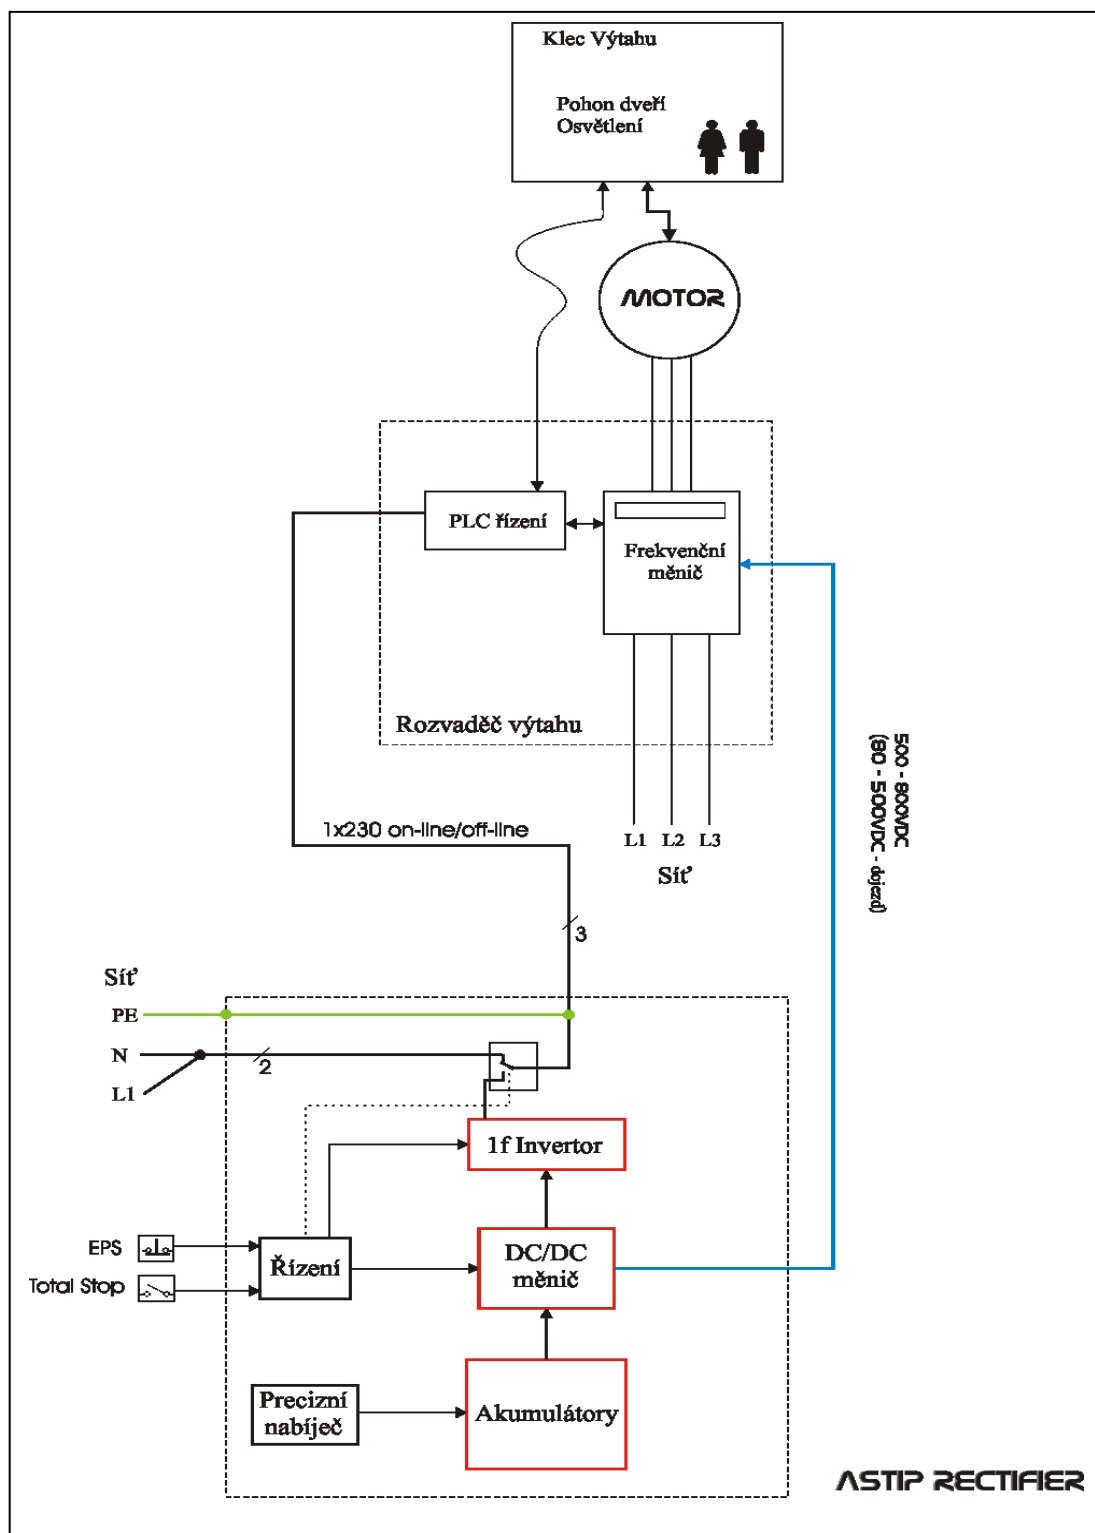 Klec Výtahu
Pohon dveří
Osvětlení
MOTOR
PLC řízení
Frekvenční
měnič
Rozvaděč výtahu
500 - 800VDC
(80 - 500VDC - dojezd)
1x230 on-line/off-line
L1 L2 L3
Síť
3
Síť
PE
N
2
L1
1f Invertor
EPS
Řízení
DC/DC
měnič
Total Stop
Precizní
nabíječ
Akumulátory
ASTIP RECTIFIER